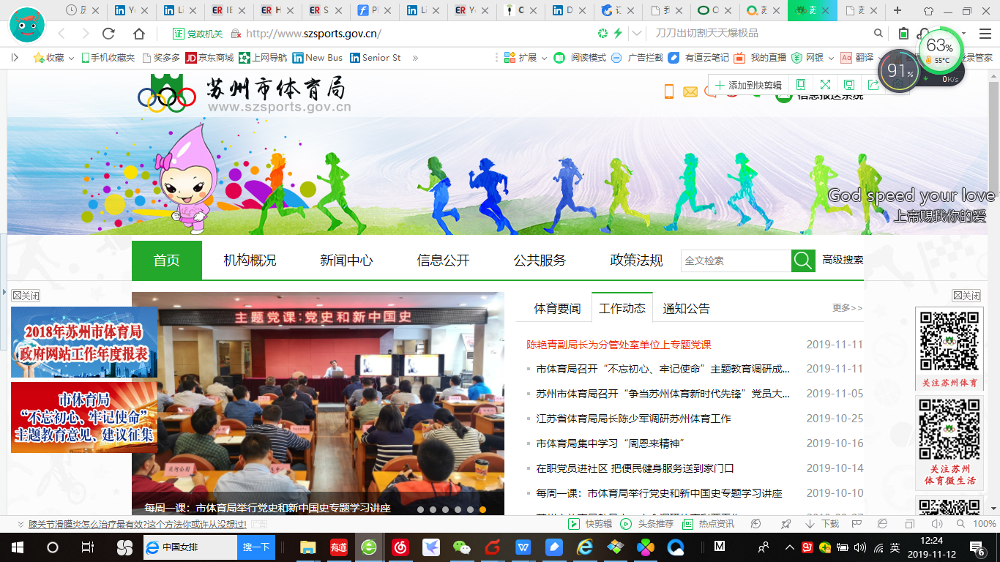 历
Yo
Li
IE
H
S
Pl
Li
Yo
C
D
让
我
O
苏
苏
苏
证 党政机关 http://www.szsports.gov.cn/
刀刀出切割天天爆极品
63%
55°C
91%
0K/s
收藏 手机收藏夹 奖多多 京东商城 上网导航 New Bus Senior St »
扩展 阅读模式 广告拦截 有道云笔记 我的直播 网银 翻译 登录管家
添加到快剪辑
苏州市体育局
www.szsports.gov.cn
信息报送系统
God speed your love
上帝赐我你的爱
首页 机构概况 新闻中心 信息公开 公共服务 政策法规 全文检索 高级搜索
关闭
关闭
2018年苏州市体育局
政府网站工作年度报表
市体育局
“不忘初心、牢记使命”
主题教育意见、建议征集
主题党课:党史和新中国史
每周一课：市体育局举行党史和新中国史专题学习讲座
体育要闻 工作动态 通知公告 更多>>
陈艳青副局长为分管处室单位上专题党课 2019-11-11
市体育局召开“不忘初心、牢记使命”主题教育调研成... 2019-11-11
苏州市体育局召开“争当苏州体育新时代先锋”党员大... 2019-11-05
江苏省体育局局长陈少军调研苏州体育工作 2019-10-25
市体育局集中学习“周恩来精神” 2019-10-16
在职党员进社区 把便民健身服务送到家门口 2019-10-14
每周一课：市体育局举行党史和新中国史专题学习讲座 2019-10-10
关注苏州体育
关注苏州
体育微生活
膝关节滑膜炎怎么治疗最有效?这个方法你或许从没想过! 广告
快剪辑 头条推荐 热点资讯 下载 100%
中国女排 搜一下
有道
英
12:24
2019-11-12
6